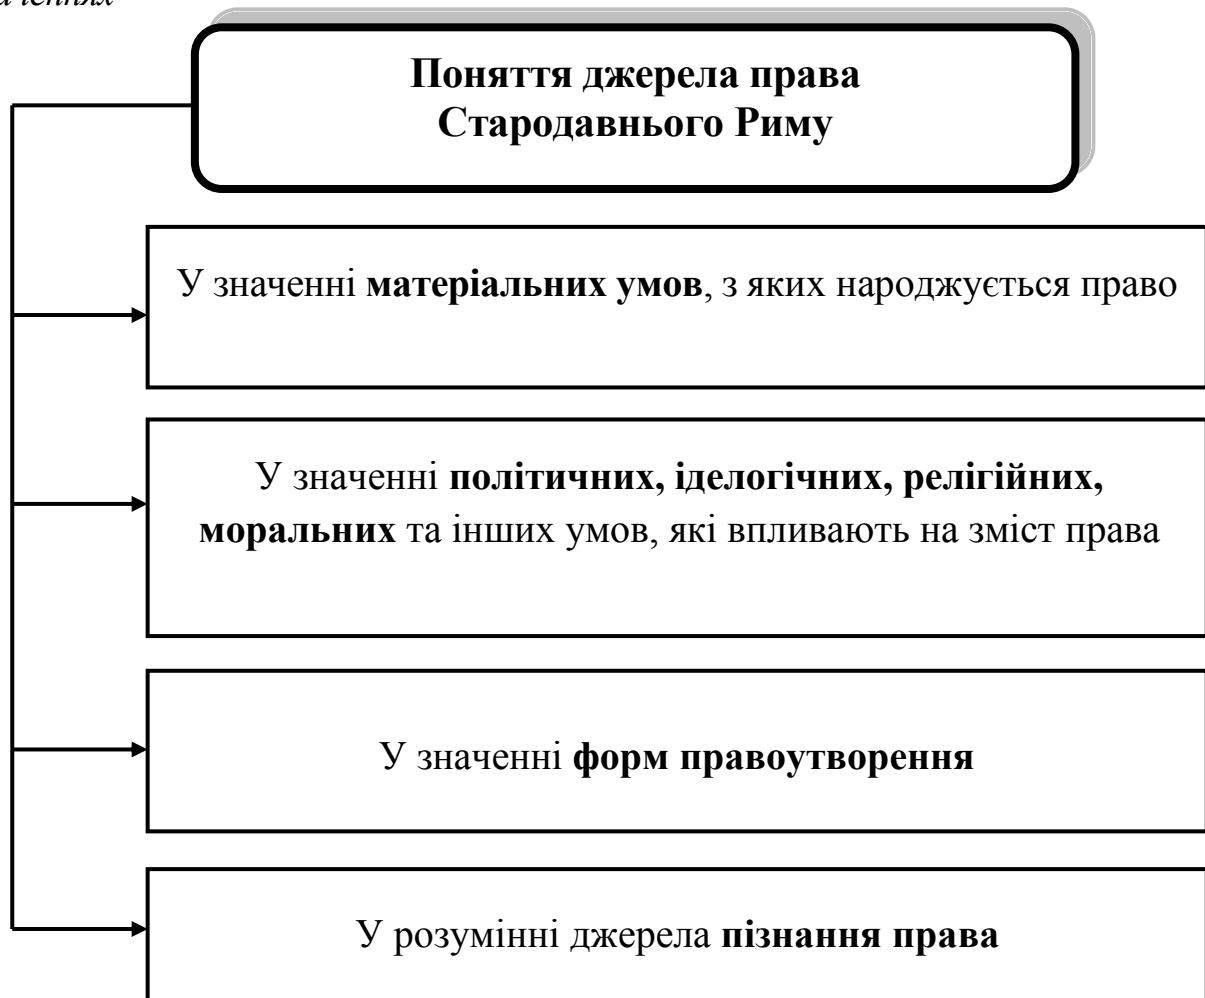 Поняття джерела права
Стародавнього Риму
У значенні матеріальних умов, з яких народжується право
У значенні політичних, іделогічних, релігійних,
моральних та інших умов, які впливають на зміст права
У значенні форм правоутворення
У розумінні джерела пізнання права